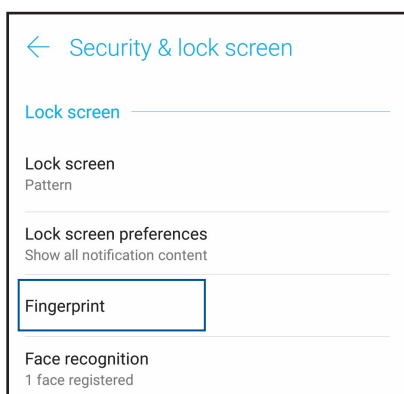 Security & lock screen
Lock screen
Lock screen
Pattern
Lock screen preferences
Show all notification content
Fingerprint
Face recognition
1 face registered